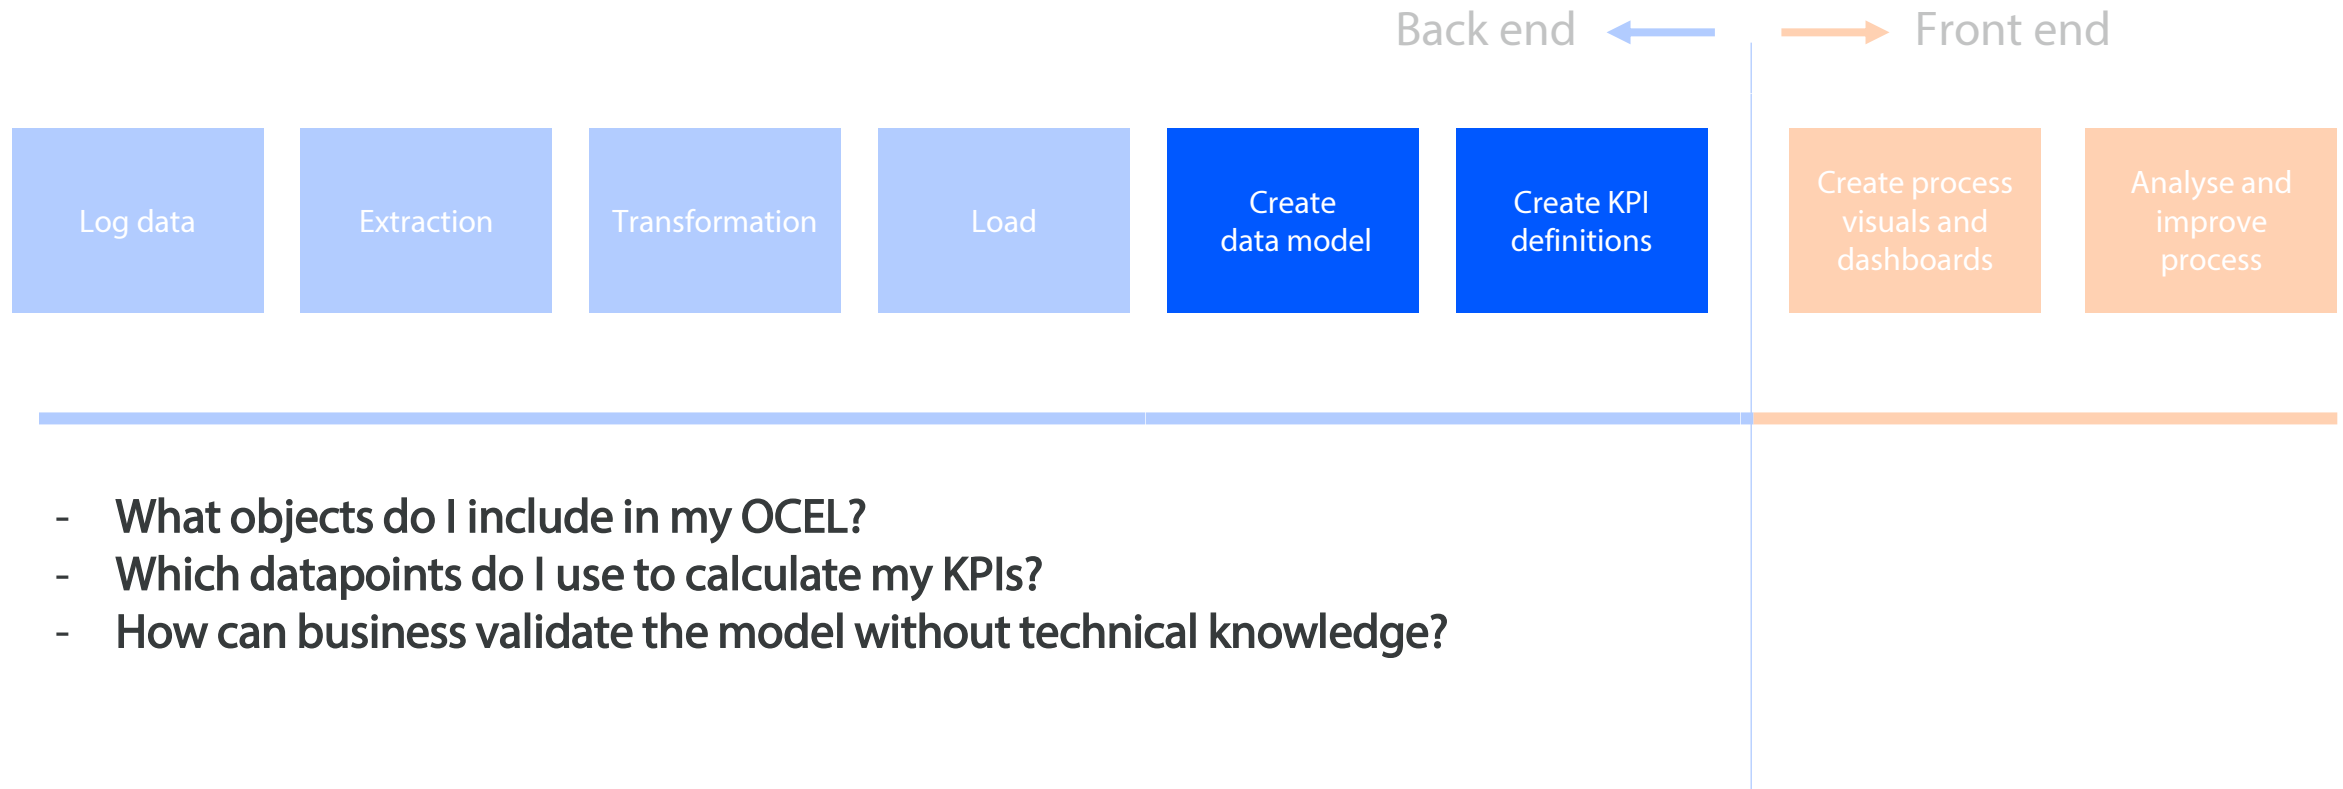 Back end
Front end
Log data
Extraction
Transformation
Load
Create
data model
Create KPI
definitions
Create process
visuals and
dashboards
Analyse and
improve
process
- What objects do I include in my OCEL?
- Which datapoints do I use to calculate my KPIs?
- How can business validate the model without technical knowledge?